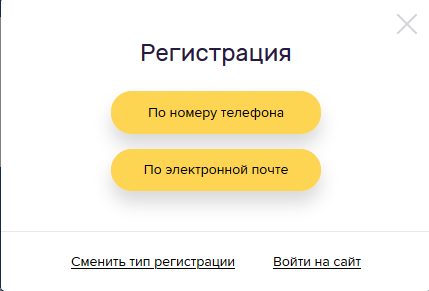 Регистрация
По номеру телефона
По электронной почте
Сменить тип регистрации Войти на сайт